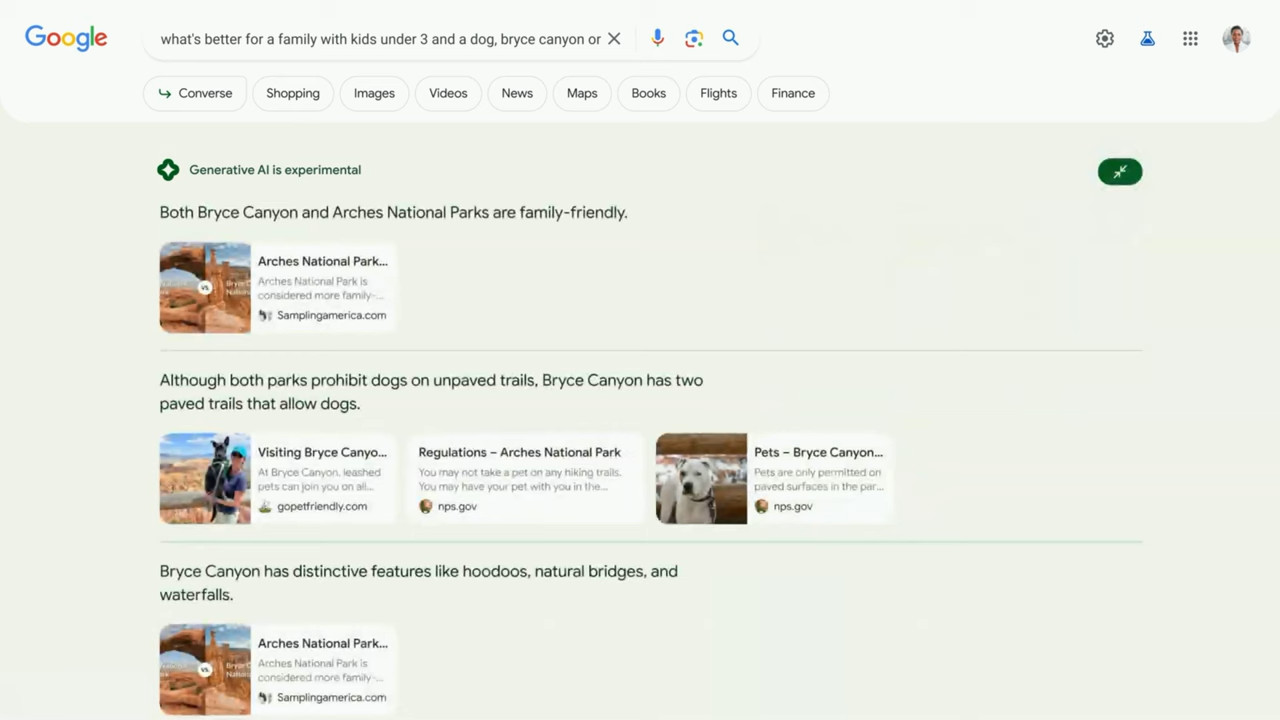 Google
what's better for a family with kids under 3 and a dog, bryce canyon or
Converse
Shopping
Images
Videos
News
Maps
Books
Flights
Finance
Generative AI is experimental
Both Bryce Canyon and Arches National Parks are family-friendly.
Arches National Park...
Arches National Park is
considered more family-...
Samplingamerica.com
vs.
Although both parks prohibit dogs on unpaved trails, Bryce Canyon has two
paved trails that allow dogs.
Visiting Bryce Canyo...
At Bryce Canyon, leashed
pets can join you on all...
gopetfriendly.com
Regulations – Arches National Park
You may not take a pet on any hiking trails.
You may have your pet with you in the...
nps.gov
Pets – Bryce Canyon...
Pets are only permitted on
paved surfaces in the par...
nps.gov
Bryce Canyon has distinctive features like hoodoos, natural bridges, and
waterfalls.
vs.
Arches National Park...
Arches National Park is
considered more family-...
Samplingamerica.com